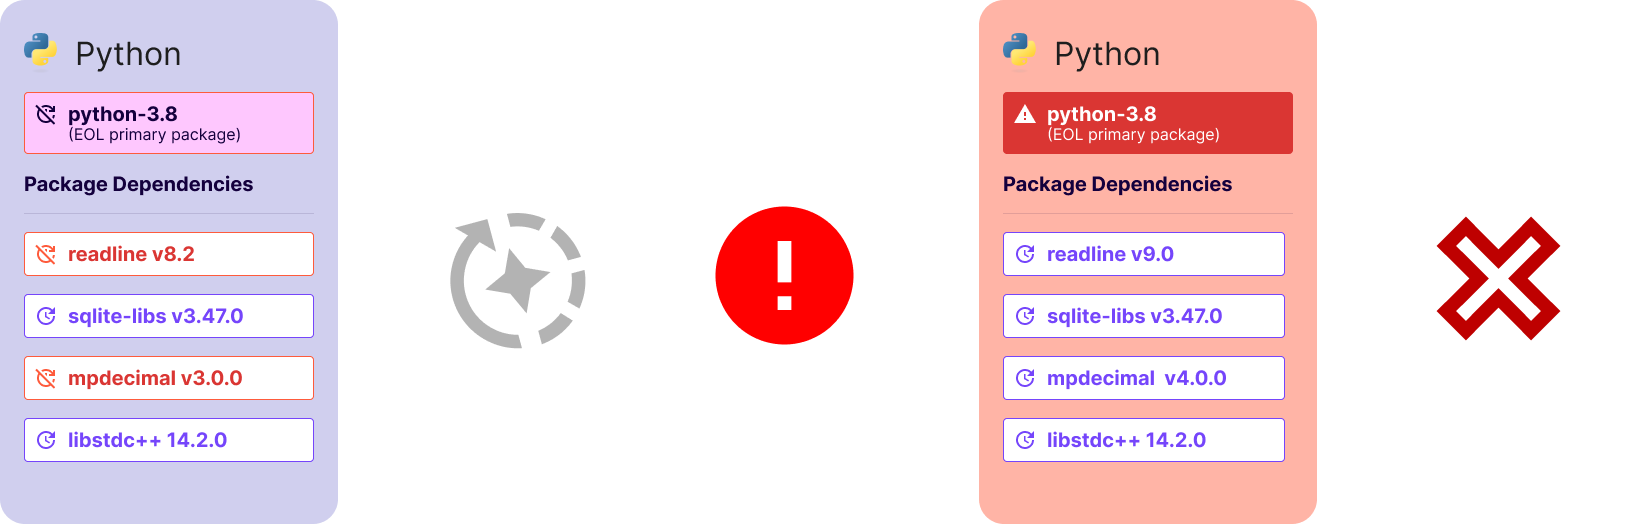 Python
python-3.8
(EOL primary package)
Package Dependencies
readline v8.2
sqlite-libs v3.47.0
mpdecimal v3.0.0
libstdc++ 14.2.0
Python
python-3.8
(EOL primary package)
Package Dependencies
readline v9.0
sqlite-libs v3.47.0
mpdecimal  v4.0.0
libstdc++ 14.2.0